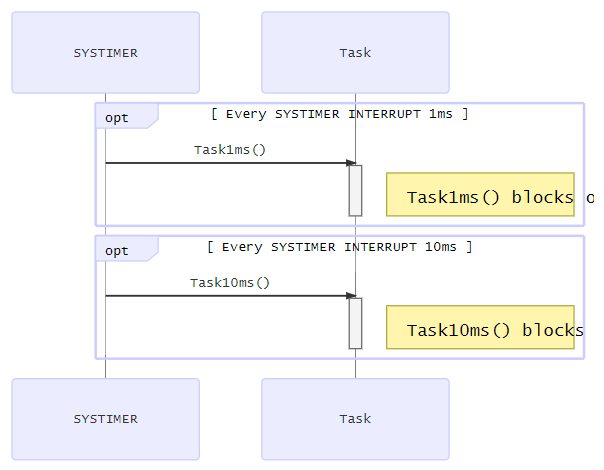 SYSTIMER Task
opt [ Every SYSTIMER INTERRUPT 1ms ]
Task1ms()
Task1ms() blocks o
opt [ Every SYSTIMER INTERRUPT 10ms ]
Task10ms()
Task10ms() blocks
SYSTIMER Task